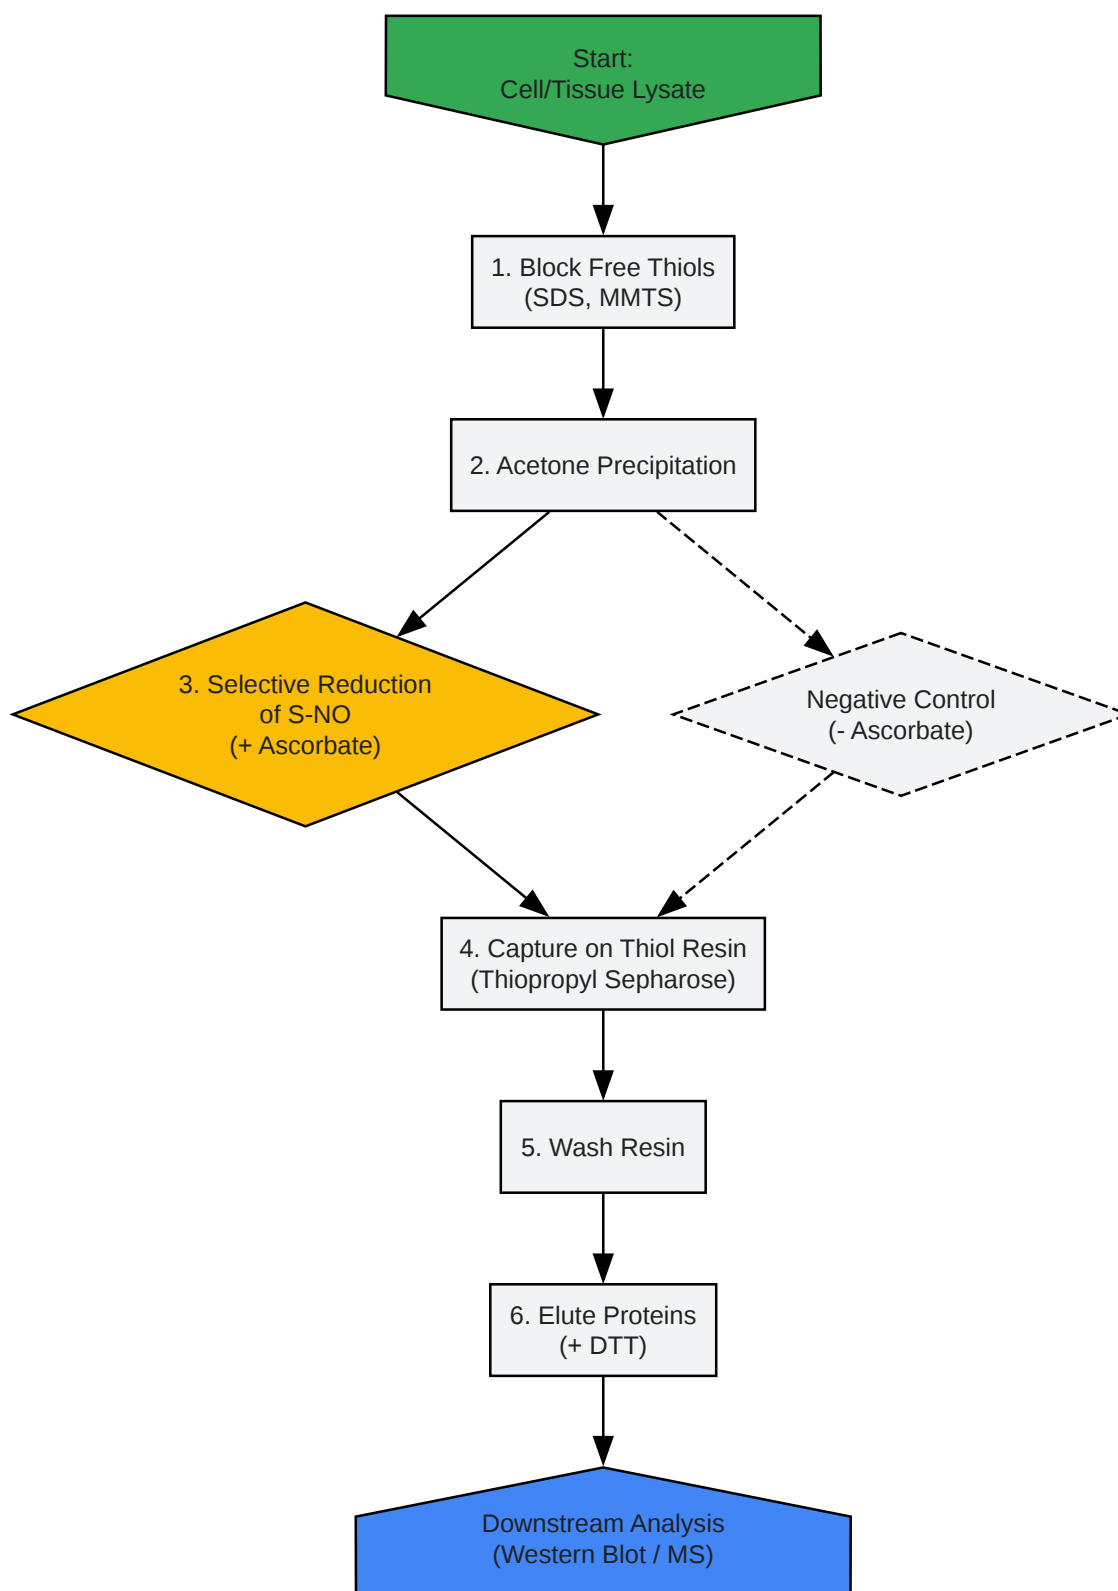 Start:
Cell/Tissue Lysate
1. Block Free Thiols
(SDS, MMTS)
2. Acetone Precipitation
3. Selective Reduction
of S-NO
(+ Ascorbate)
Negative Control
(- Ascorbate)
4. Capture on Thiol Resin
(Thiopropyl Sepharose)
5. Wash Resin
6. Elute Proteins
(+ DTT)
Downstream Analysis
(Western Blot / MS)